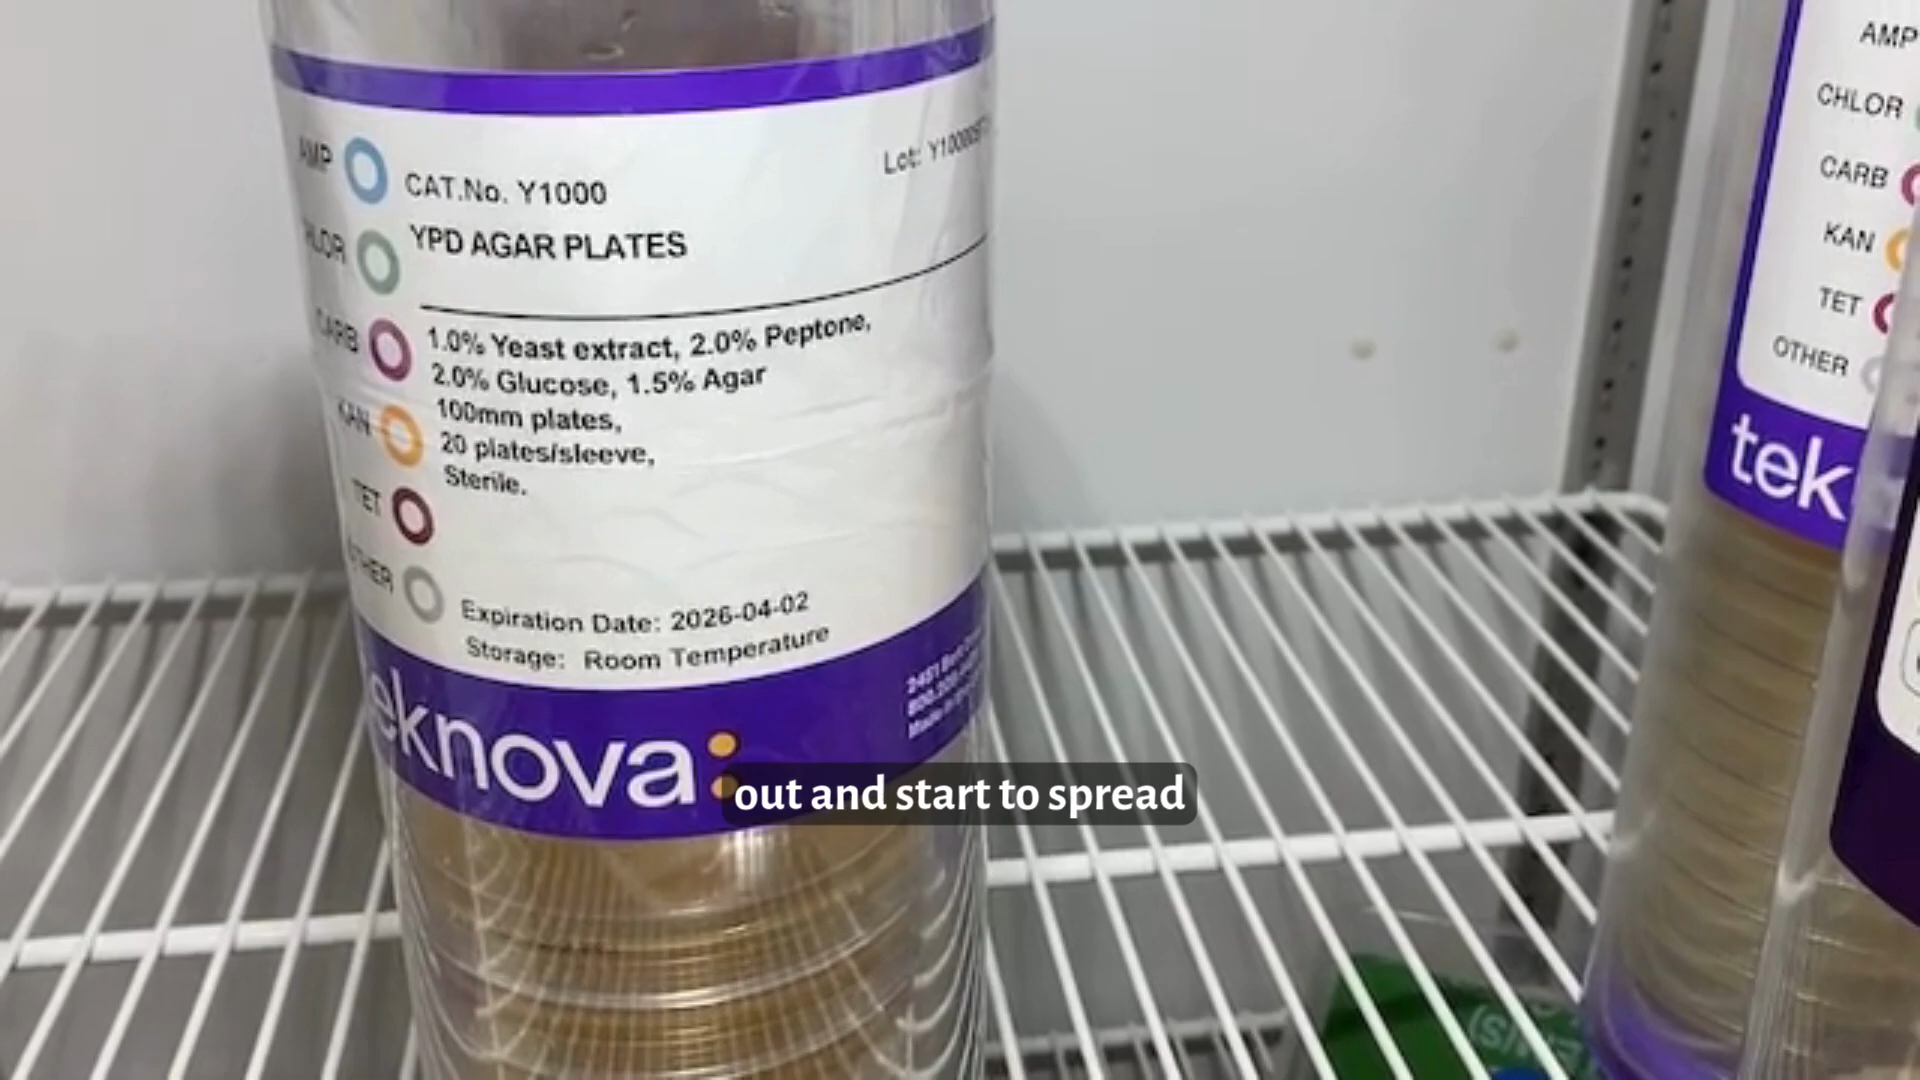 AMP
CAT.No. Y1000
Lot:
YPD AGAR PLATES
CARB
1.0% Yeast extract, 2.0% Peptone,
2.0% Glucose, 1.5% Agar
100mm plates,
20 plates/sleeve,
Sterile.
KAN
TET
Expiration Date: 2026-04-02
Storage: Room Temperature
eknova
out and start to spread
AMP
CHLOR
CARB
KAN
TET
OTHER
tek